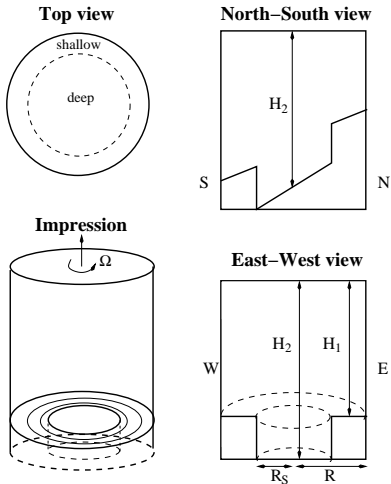 Top view
shallow
deep
North−South view
H2
S
N
Impression
Ω
East−West view
W
H2
H1
E
RS
R